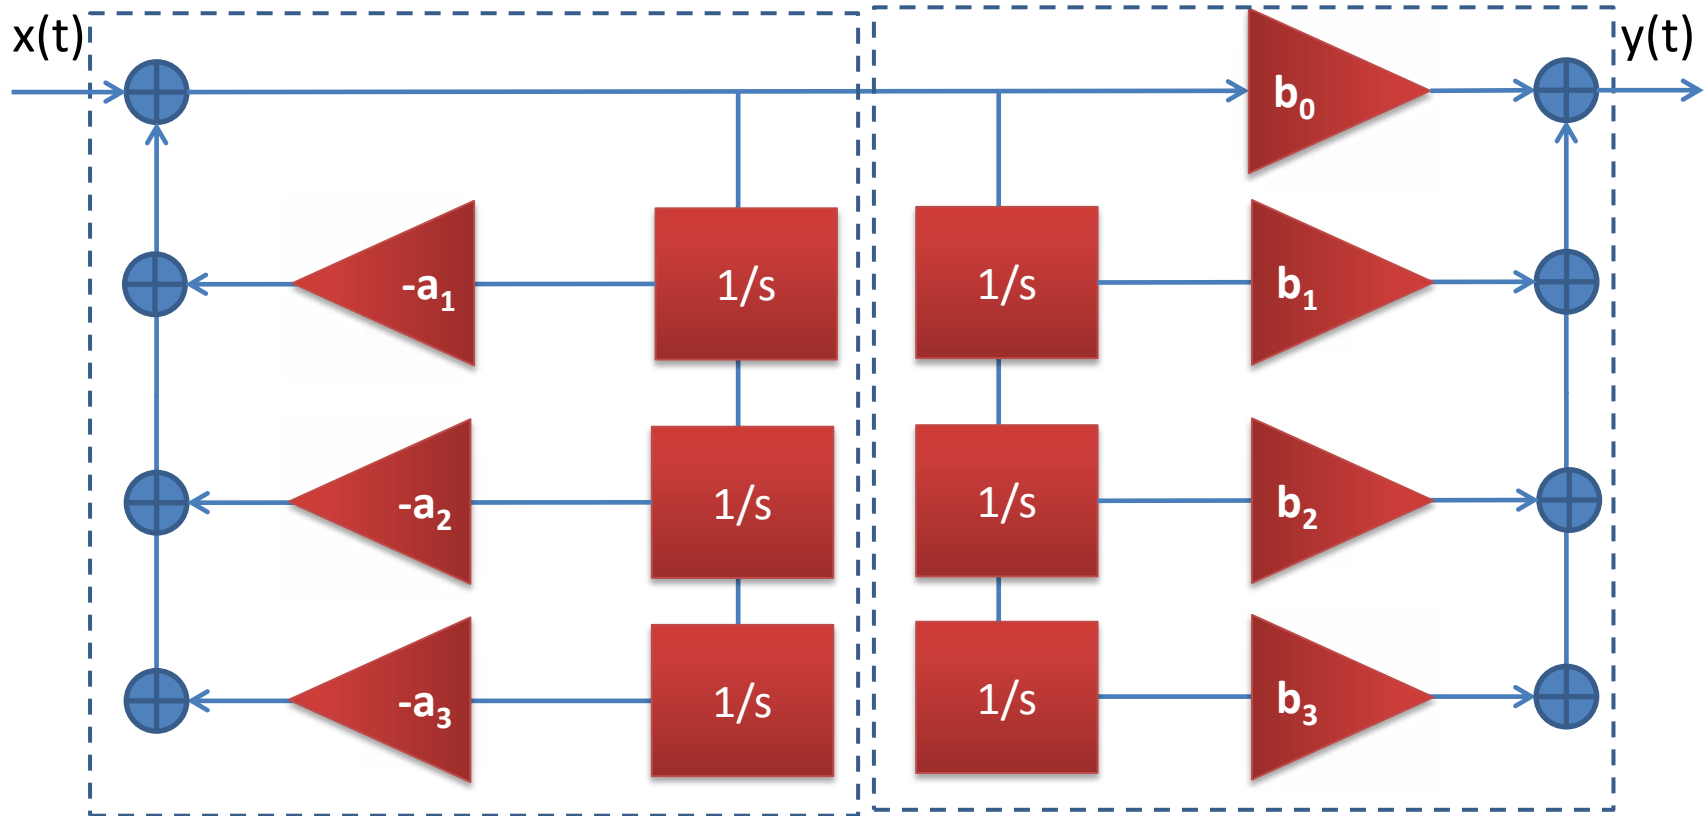 x(t)
y(t)
b₀
-a₁
1/s
1/s
b₁
-a₂
1/s
1/s
b₂
-a₃
1/s
1/s
b₃